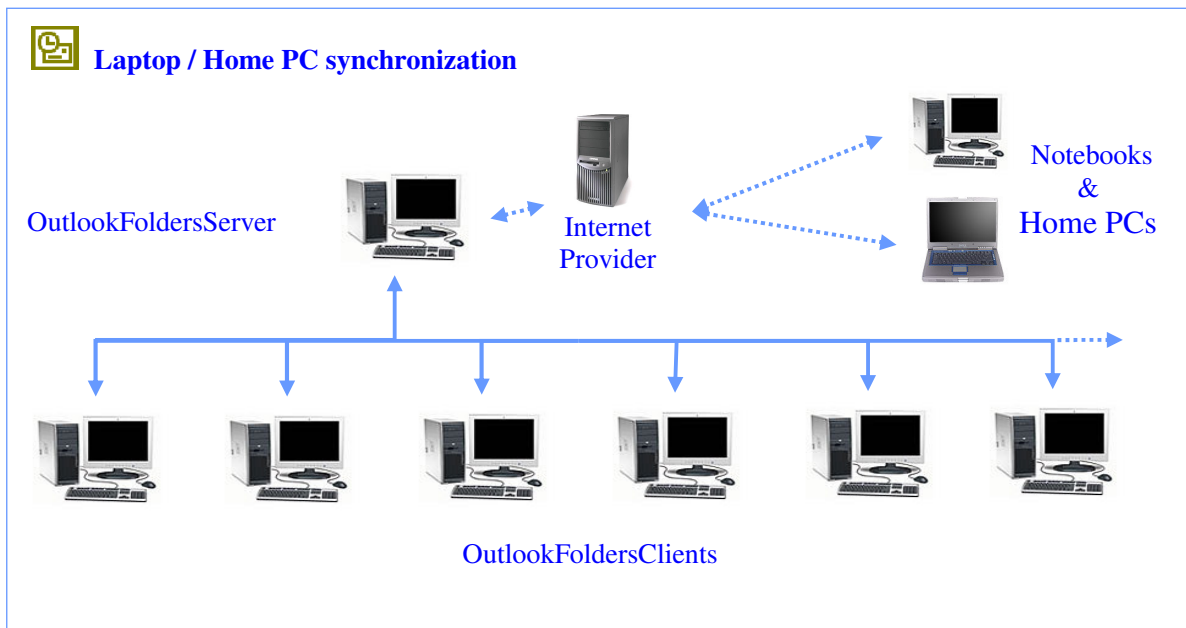 Laptop / Home PC synchronization
OutlookFoldersServer
Internet
Provider
Notebooks
&
Home PCs
OutlookFoldersClients